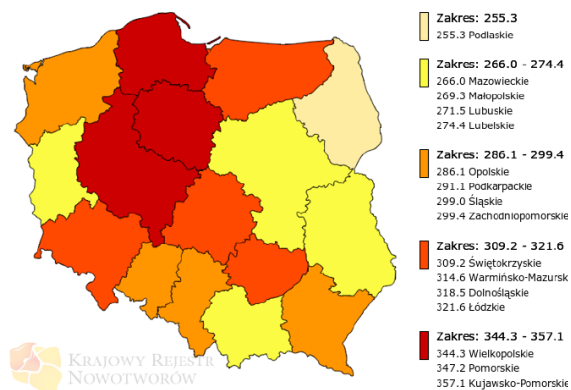 Zakres: 255.3
255.3 Podlaskie
Zakres: 266.0 - 274.4
266.0 Mazowieckie
269.3 Małopolskie
271.5 Lubuskie
274.4 Lubelskie
Zakres: 286.1 - 299.4
286.1 Opolskie
291.1 Podkarpackie
299.0 Śląskie
299.4 Zachodniopomorskie
Zakres: 309.2 - 321.6
309.2 Świętokrzyskie
314.6 Warmińsko-Mazursk
318.5 Dolnośląskie
321.6 Łódzkie
Zakres: 344.3 - 357.1
344.3 Wielkopolskie
347.2 Pomorskie
357.1 Kujawsko-Pomorskie
Krajowy Rejestr
Nowotworów